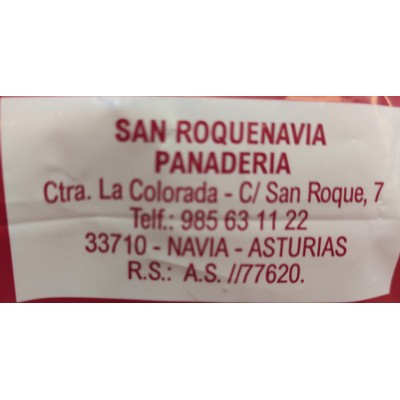 SAN ROQUENAVIA
PANADERIA
Ctra. La Colorada - C/ San Roque, 7
Telf.: 985 63 11 22
33710 - NAVIA - ASTURIAS
R.S.: A.S. //77620.